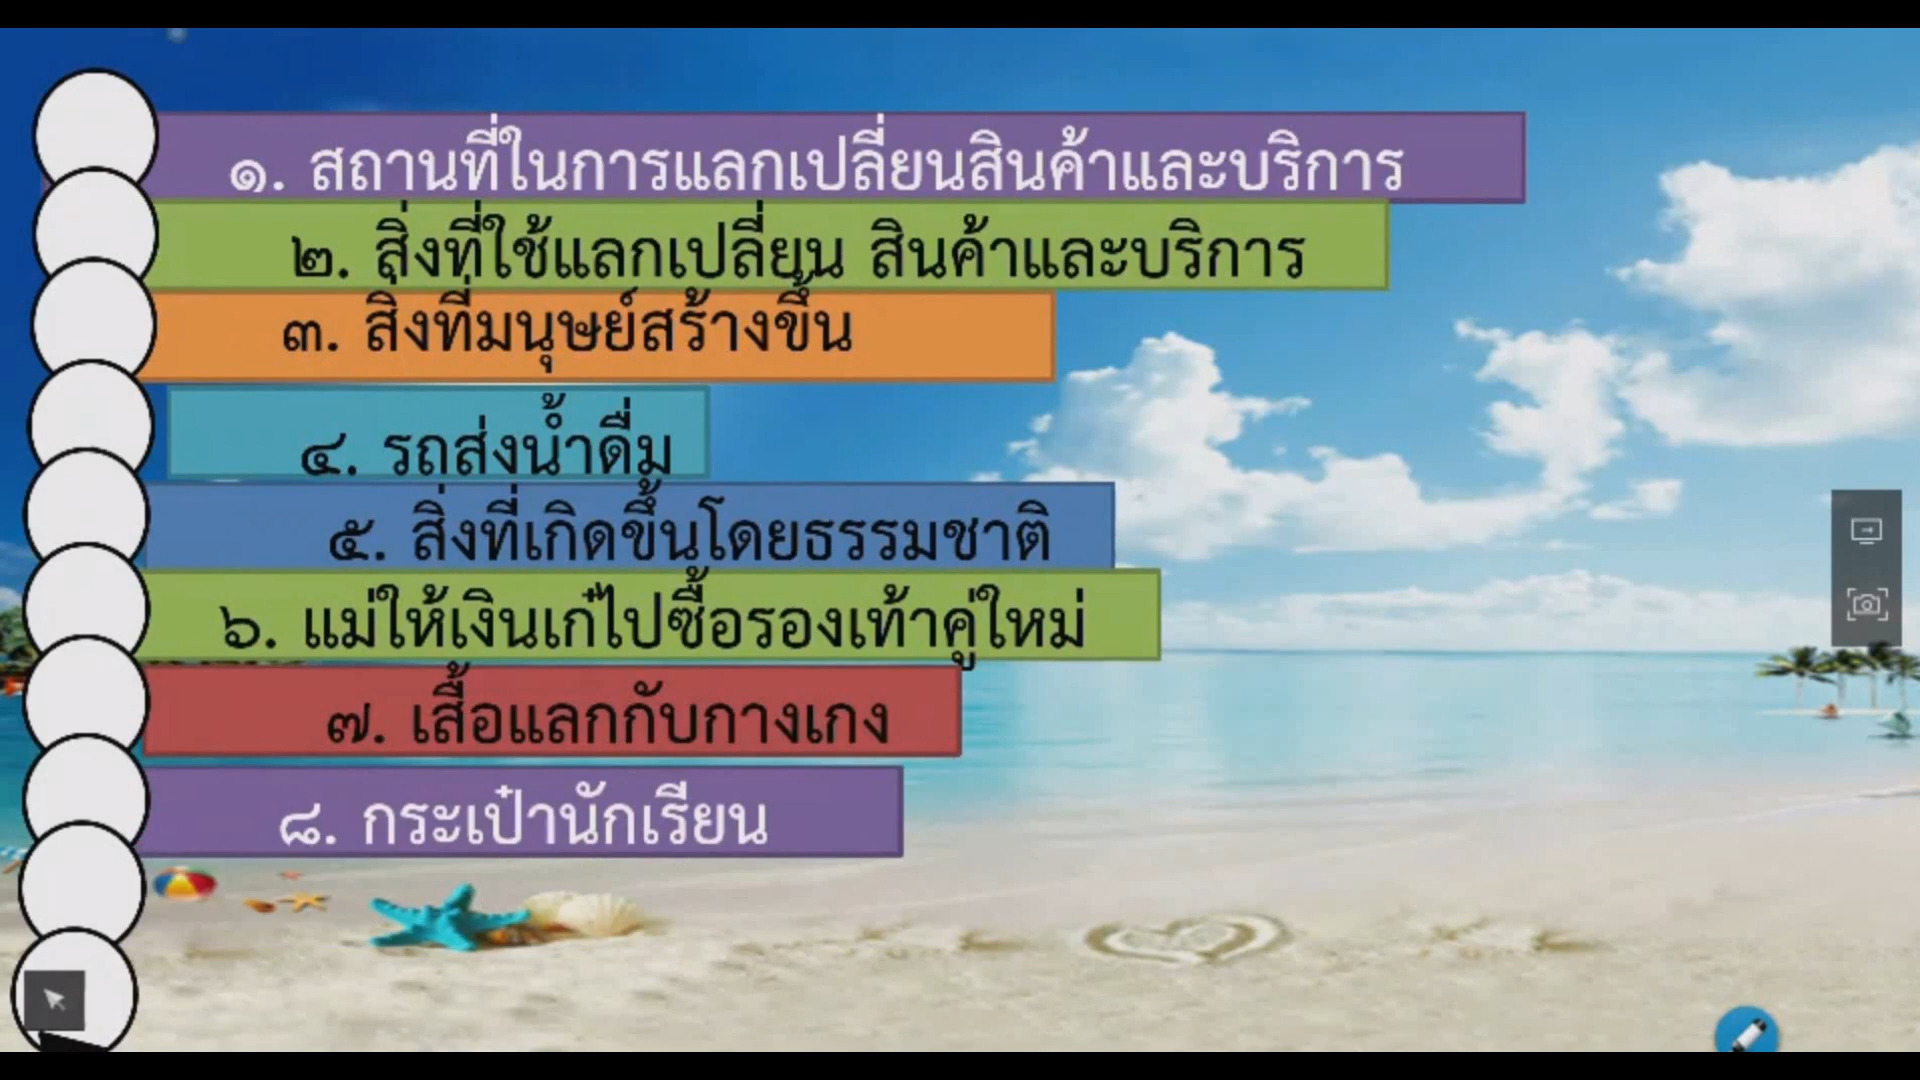 ๑. สถานที่ในการแลกเปลี่ยนสินค้าและบริการ
๒. สิ่งที่ใช้แลกเปลี่ยน สินค้าและบริการ
๓. สิ่งที่มนุษย์สร้างขึ้น
๔. รถส่งน้ำดื่ม
๕. สิ่งที่เกิดขึ้นโดยธรรมชาติ
๖. แม่ให้เงินเก๋ไปซื้อรองเท้าคู่ใหม่
๗. เสื้อแลกกับกางเกง
๘. กระเป๋านักเรียน